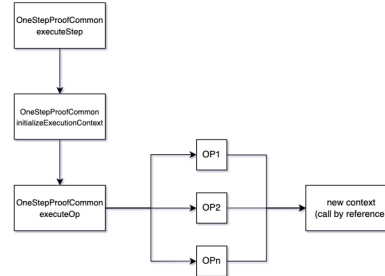 OneStepProofCommon
executeStep
OneStepProofCommon
initializeExecutionContext
OneStepProofCommon
executeOp
OP1
OP2
OPn
new context
(call by reference